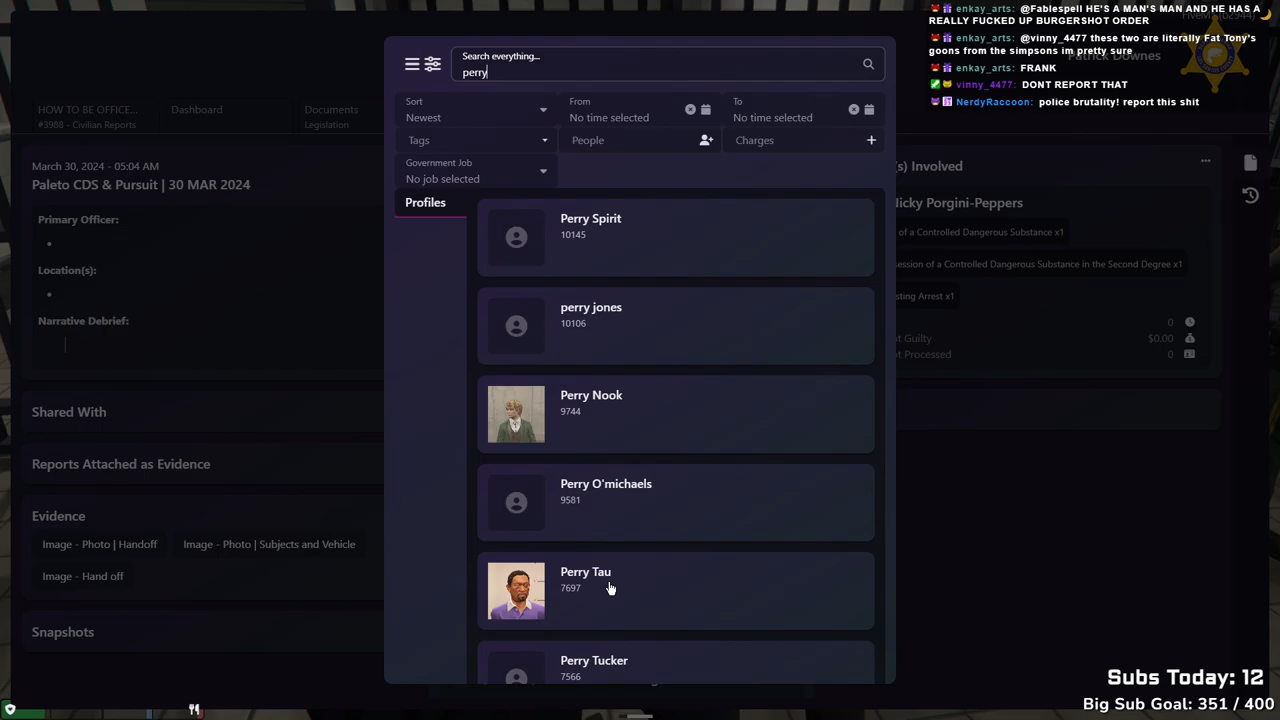 enkay_arts: @Fablespell HE'S A MAN'S MAN AND HE HAS A
REALLY FUCKED UP BURGERSHOT ORDER
enkay_arts: @vinny_4477 these two are literally Fat Tony's
goons from the simpsons im pretty sure
enkay_arts: FRANK
vinny_4477: DONT REPORT THAT
NerdyRaccoon: police brutality! report this shit
Patrick Downes
HOW TO BE OFFICE...
#3988 - Civilian Reports
Dashboard
Documents
Legislation
March 30, 2024 - 05:04 AM
Paleto CDS & Pursuit | 30 MAR 2024
Primary Officer:
Location(s):
Narrative Debrief:
Shared With
Reports Attached as Evidence
Evidence
Image - Photo | Handoff
Image - Photo | Subjects and Vehicle
Image - Hand off
Snapshots
Search everything...
perry
Sort
Newest
From
No time selected
To
No time selected
Tags
People
Charges
Government Job
No job selected
Profiles
Perry Spirit
10145
perry jones
10106
Perry Nook
9744
Perry O'michaels
9581
Perry Tau
7697
Perry Tucker
7566
(s) Involved
icky Porgini-Peppers
of a Controlled Dangerous Substance x1
ession of a Controlled Dangerous Substance in the Second Degree x1
sting Arrest x1
0
t Guilty
$0.00
t Processed
0
Subs Today: 12
Big Sub Goal: 351 / 400